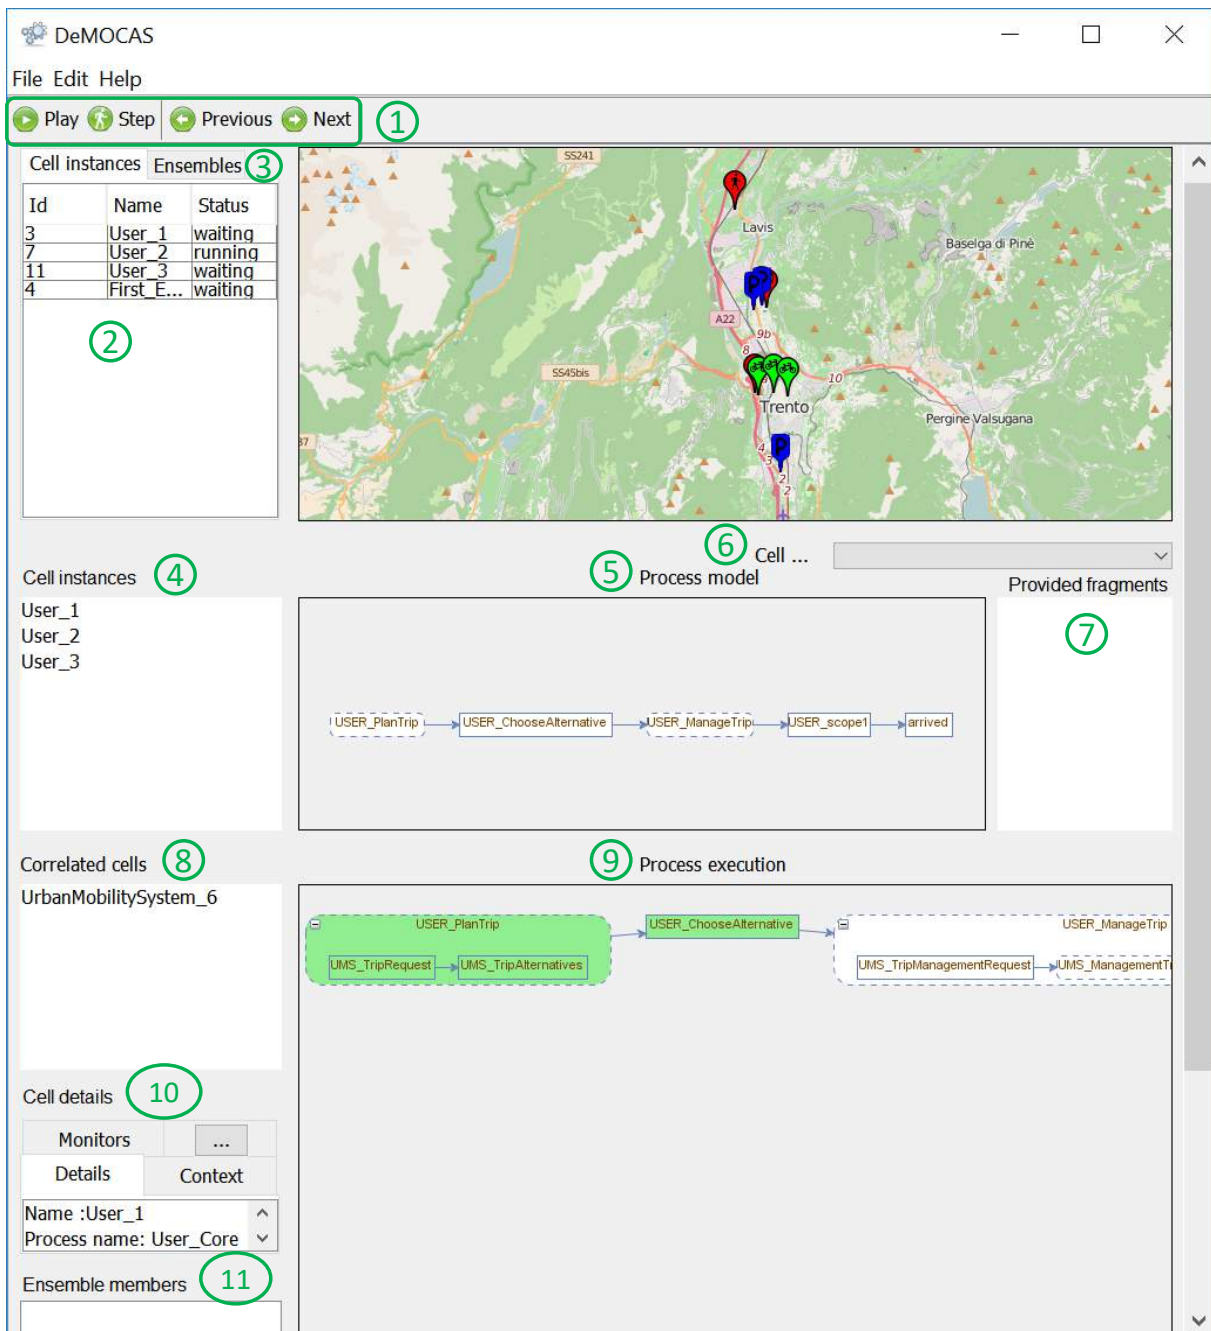 DeMOCAS
File Edit Help
Play Step Previous Next 1
Cell instances Ensembles 3
Id Name Status
3 User_1 waiting
7 User_2 running
11 User_3 waiting
4 First_E... waiting
2
SS241
Lavis
Baselga di Pinè
A22
9b
8
SS45bis
10
Trento
Pergine Valsugana
4
3
2
2
6 Cell ...
Cell instances 4
5 Process model
Provided fragments
User_1
User_2
User_3
7
USER_PlanTrip USER_ChooseAlternative USER_ManageTrip USER_scope1 arrived
Correlated cells 8
9 Process execution
UrbanMobilitySystem_6
USER_PlanTrip USER_ChooseAlternative USER_ManageTrip
UMS_TripRequest UMS_TripAlternatives UMS_TripManagementRequest UMS_ManagementTr
Cell details 10
Monitors ...
Details Context
Name :User_1
Process name: User_Core
Ensemble members 11